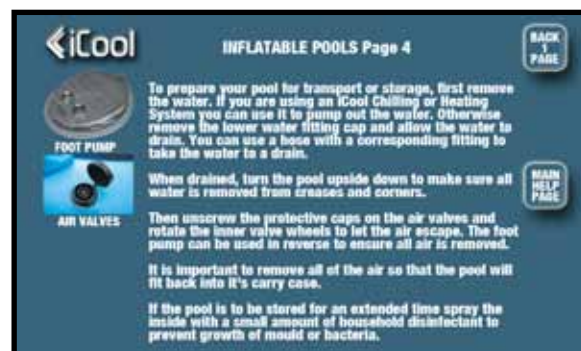 iCool
INFLATABLE POOLS Page 4
BACK
1
PAGE
To prepare your pool for transport or storage, first remove
the water. If you are using an iCool Chilling or Heating
System you can use it to pump out the water. Otherwise
remove the lower water fitting cap and allow the water to
drain. You can use a hose with a corresponding fitting to
take the water to a drain.
FOOT PUMP
When drained, turn the pool upside down to make sure all
water is removed from creases and corners.
MAIN
HELP
PAGE
AIR VALVES
Then unscrew the protective caps on the air valves and
rotate the inner valve wheels to let the air escape. The foot
pump can be used in reverse to ensure all air is removed.
It is important to remove all of the air so that the pool will
fit back into it's carry case.
If the pool is to be stored for an extended time spray the
inside with a small amount of household disinfectant to
prevent growth of mould or bacteria.